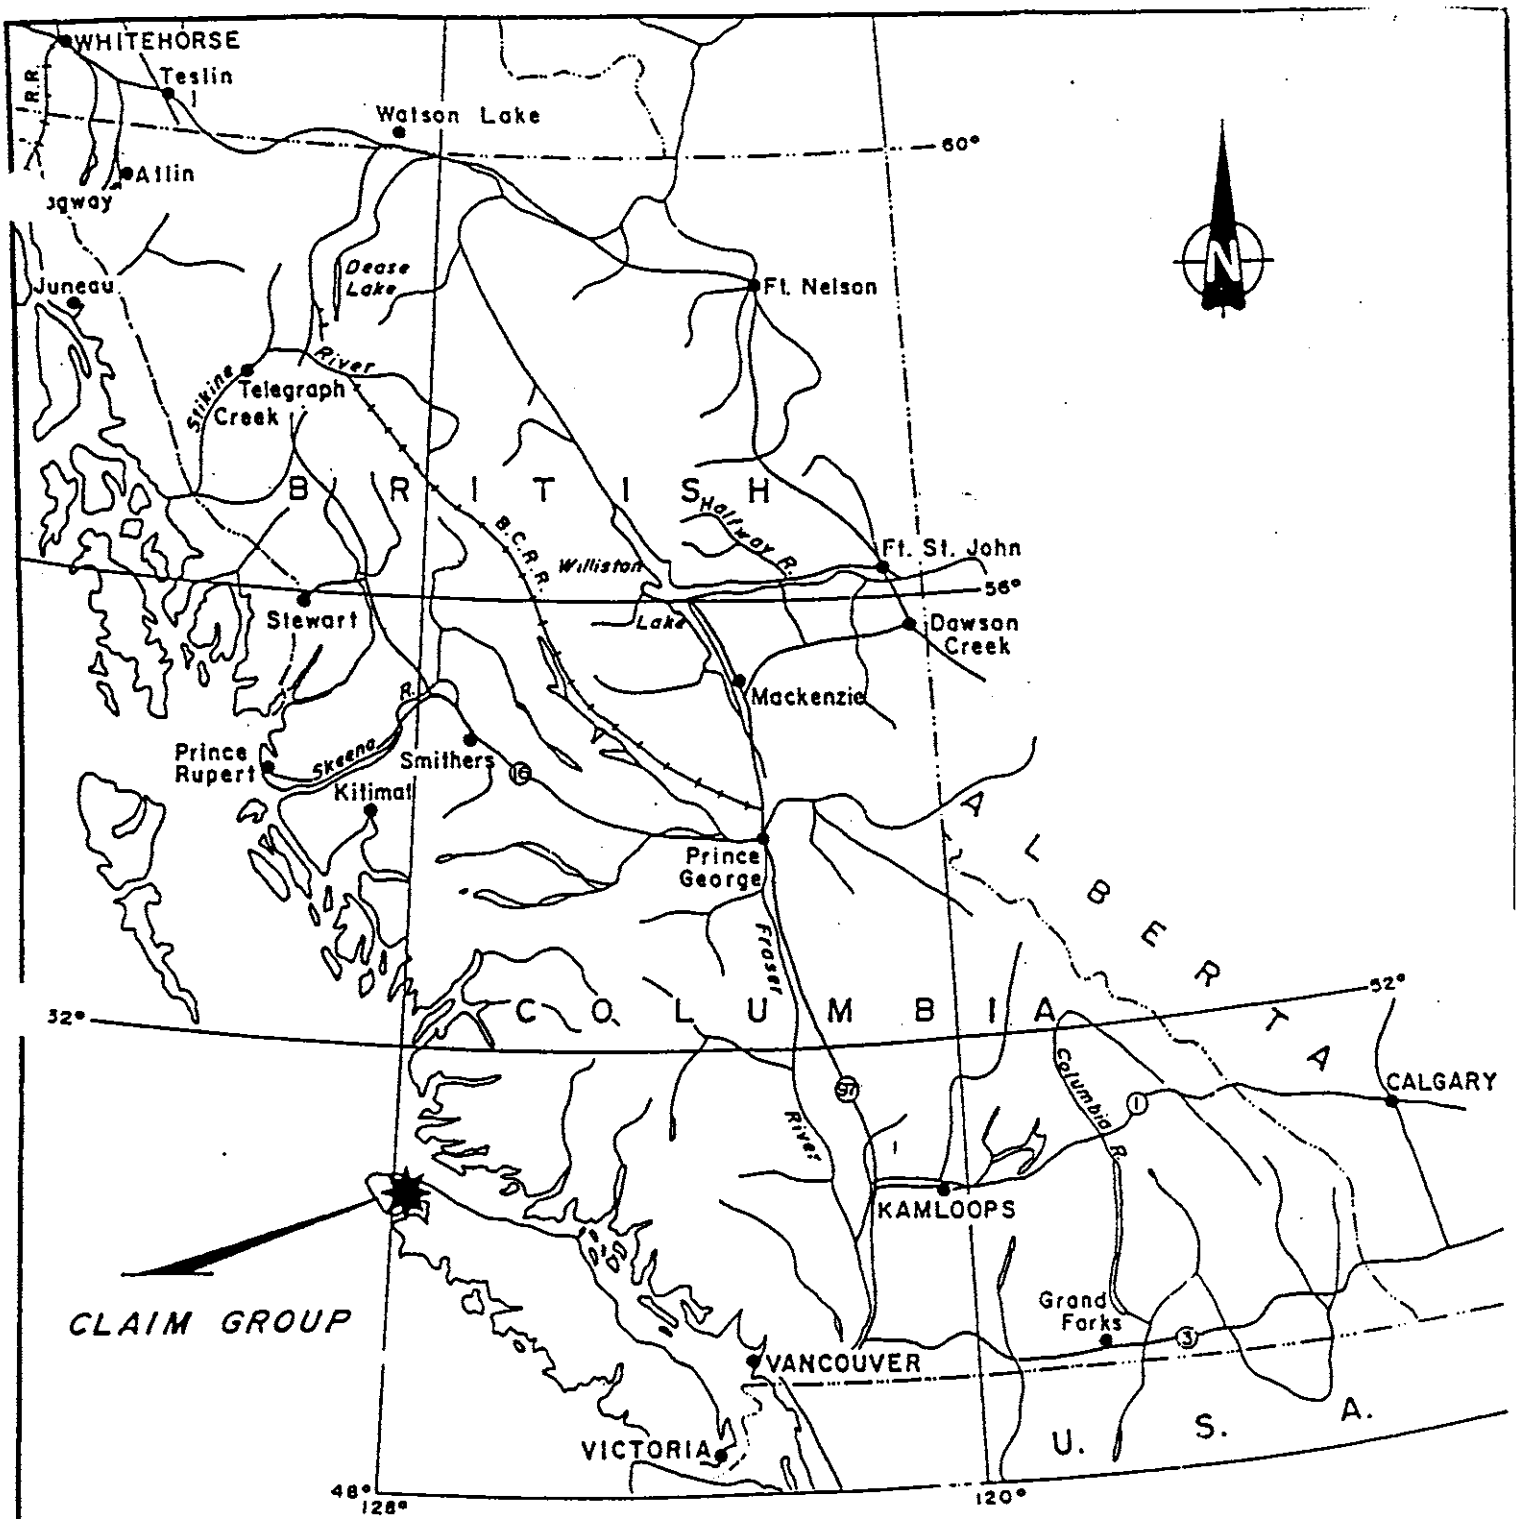 WHITEHORSE
R.R.
Teslin
Watson Lake
60°
Atlin
agway
Juneau
Dease
Lake
Ft. Nelson
N
Stikine
River
Telegraph
Creek
B R I T I S H
Halfway R.
B.C.R.R.
Williston
Lake
Ft. St. John
56°
Stewart
Dawson
Creek
Mackenzie
R.
Skeena
Prince
Rupert
Smithers
16
Kitimat
Prince
George
A L B E R T A
Fraser
River
C O L U M B I A
52°
52°
97
Columbia R.
1
CALGARY
KAMLOOPS
CLAIM GROUP
Grand
Forks
3
VANCOUVER
VICTORIA
U. S. A.
48°
128°
120°